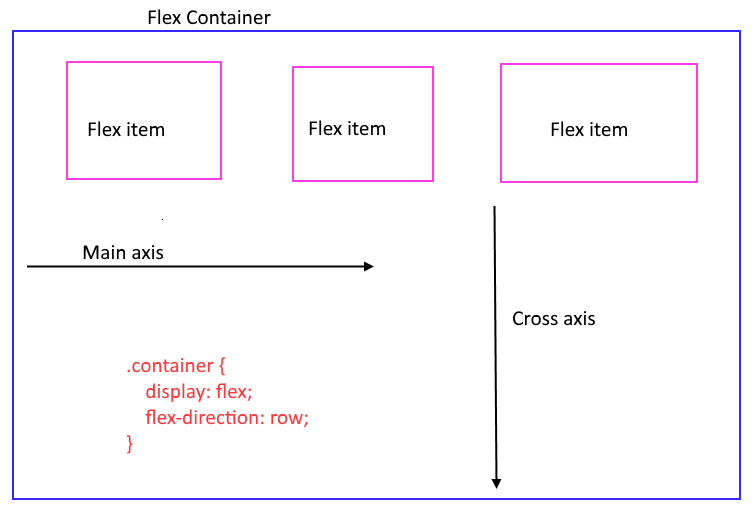 Flex Container
Flex item
Flex item
Flex item
Main axis
Cross axis
.container {
display: flex;
flex-direction: row;
}